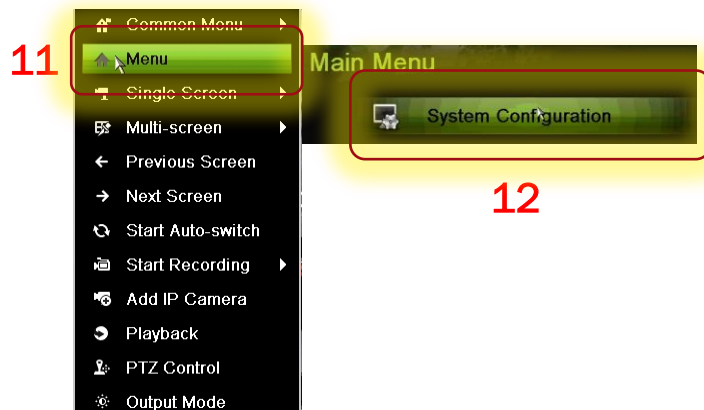 Common Menu
11
Menu
Main Menu
Single Screen
System Configuration
Multi-screen
Previous Screen
12
Next Screen
Start Auto-switch
Start Recording
Add IP Camera
Playback
PTZ Control
Output Mode